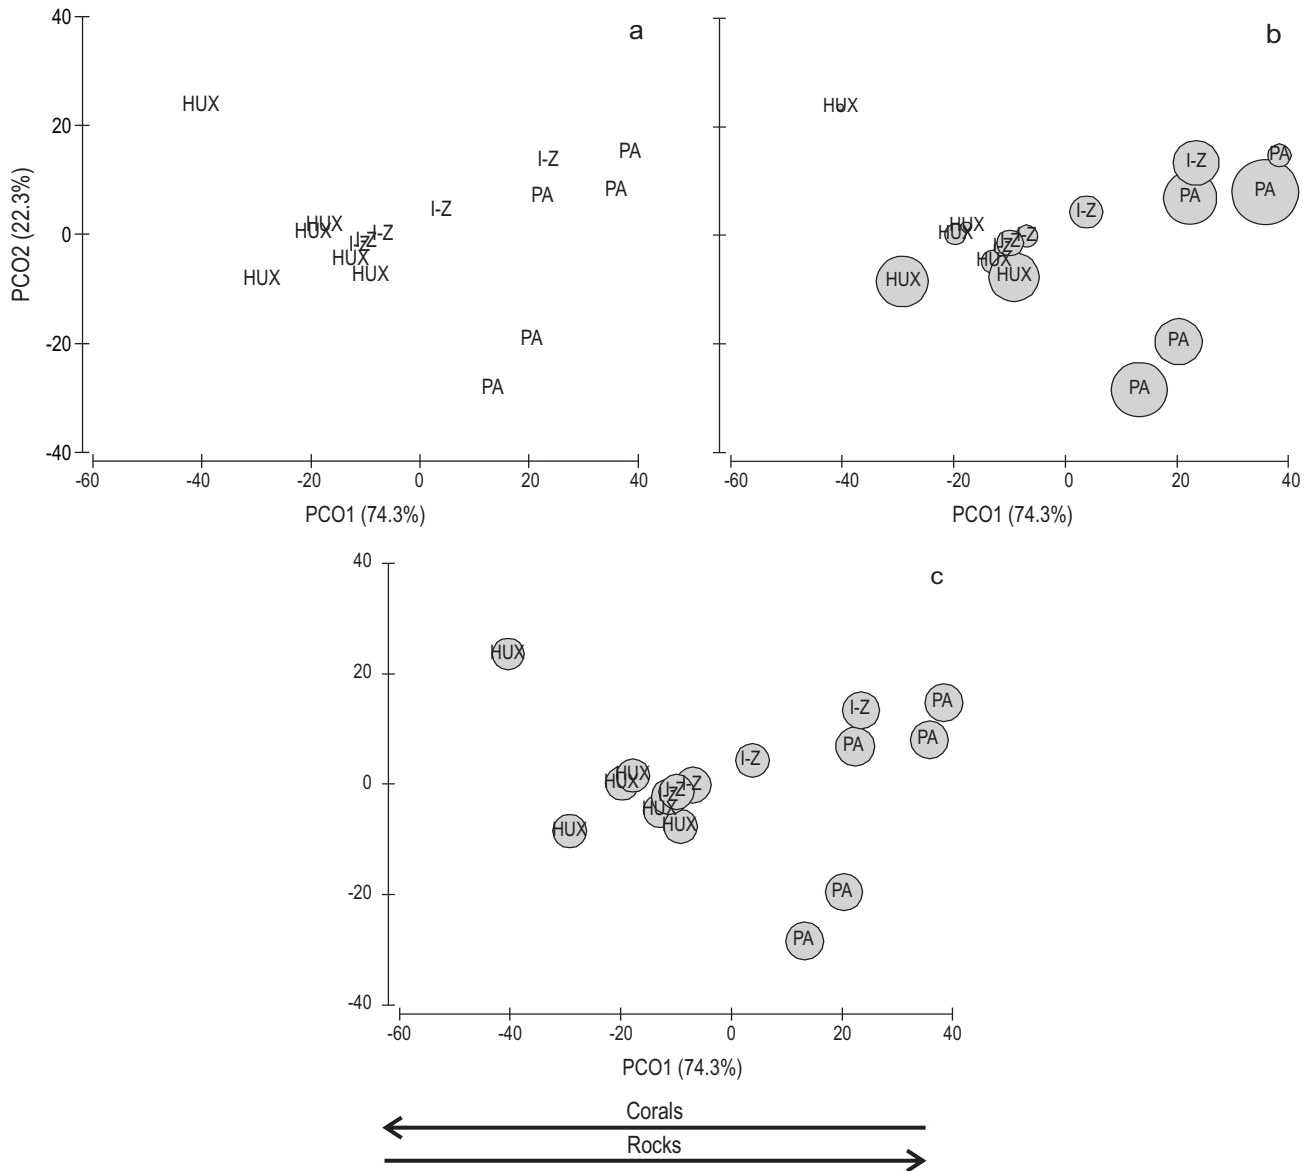 40
a
HUX
20
I-Z
PA
PA
PA
I-Z
HUX
HUX
I-Z
I-Z
I-Z
0
HUX
HUX
HUX
-20
PA
PA
-40
PCO2 (22.3%)
-60 -40 -20 0 20 40
PCO1 (74.3%)
b
HUX
I-Z
PA
PA
PA
I-Z
HUX
HUX
I-Z
I-Z
I-Z
HUX
HUX
HUX
PA
PA
-60 -40 -20 0 20 40
PCO1 (74.3%)
40
c
HUX
20
I-Z
PA
PA
PA
I-Z
HUX
HUX
I-Z
I-Z
I-Z
0
HUX
HUX
HUX
-20
PA
PA
-40
-60 -40 -20 0 20 40
PCO1 (74.3%)
Corals
Rocks